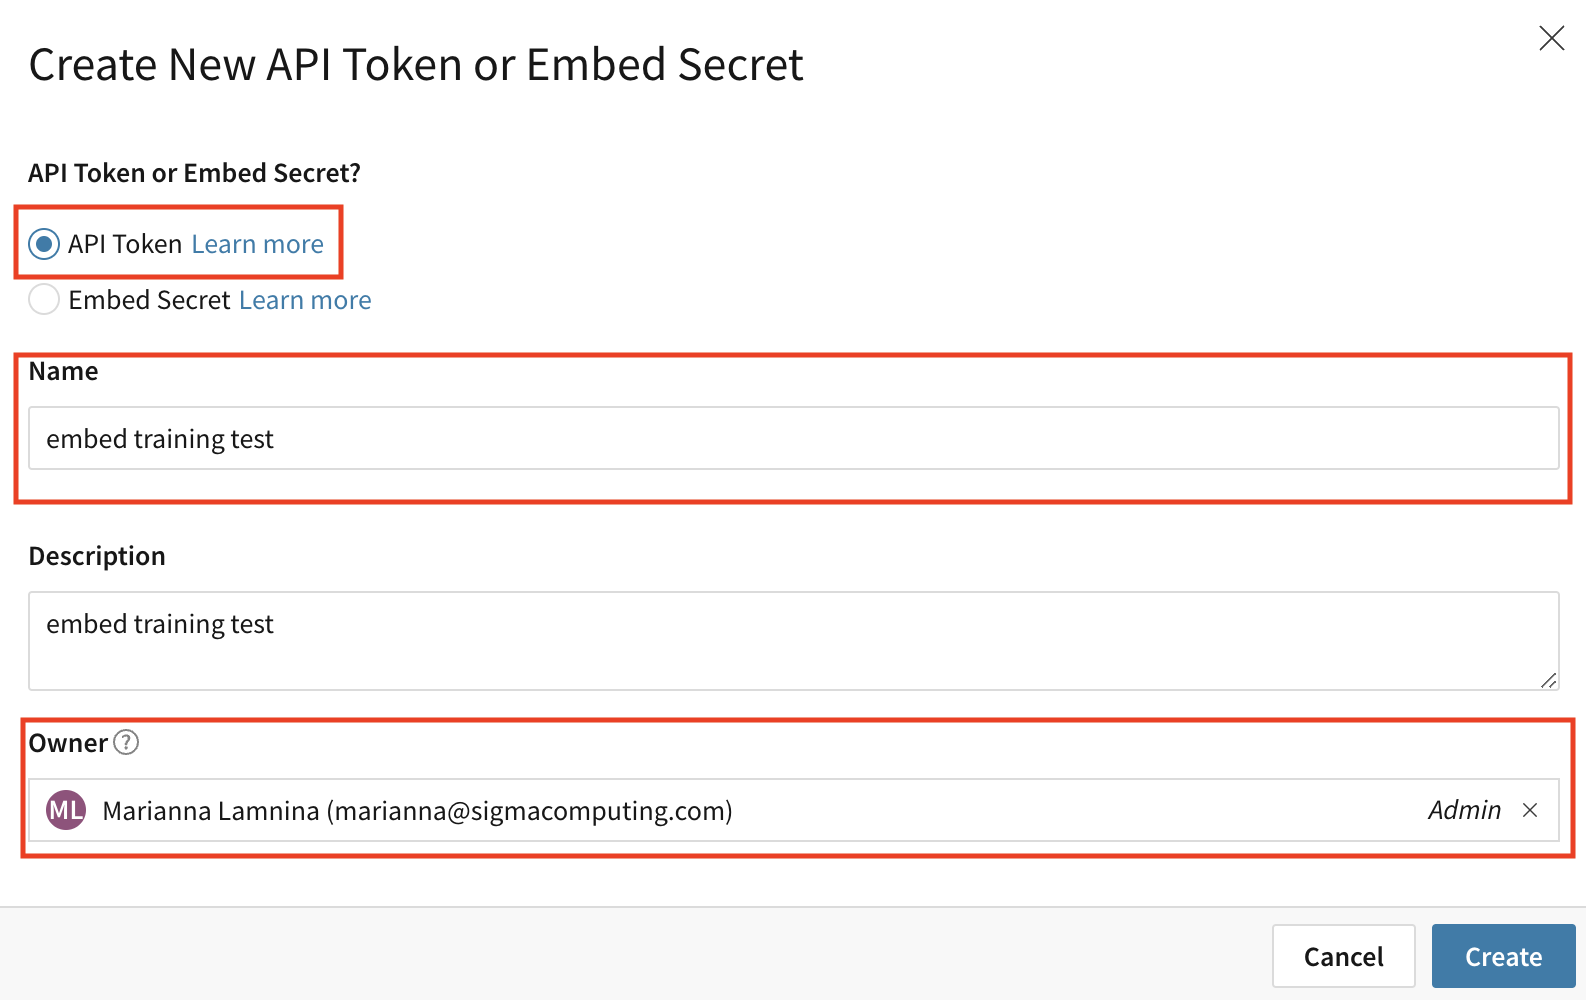 Create New API Token or Embed Secret
API Token or Embed Secret?
API Token Learn more
Embed Secret Learn more
Name
embed training test
Description
embed training test
Owner ?
ML Marianna Lamnina (marianna@sigmacomputing.com) Admin
Cancel Create